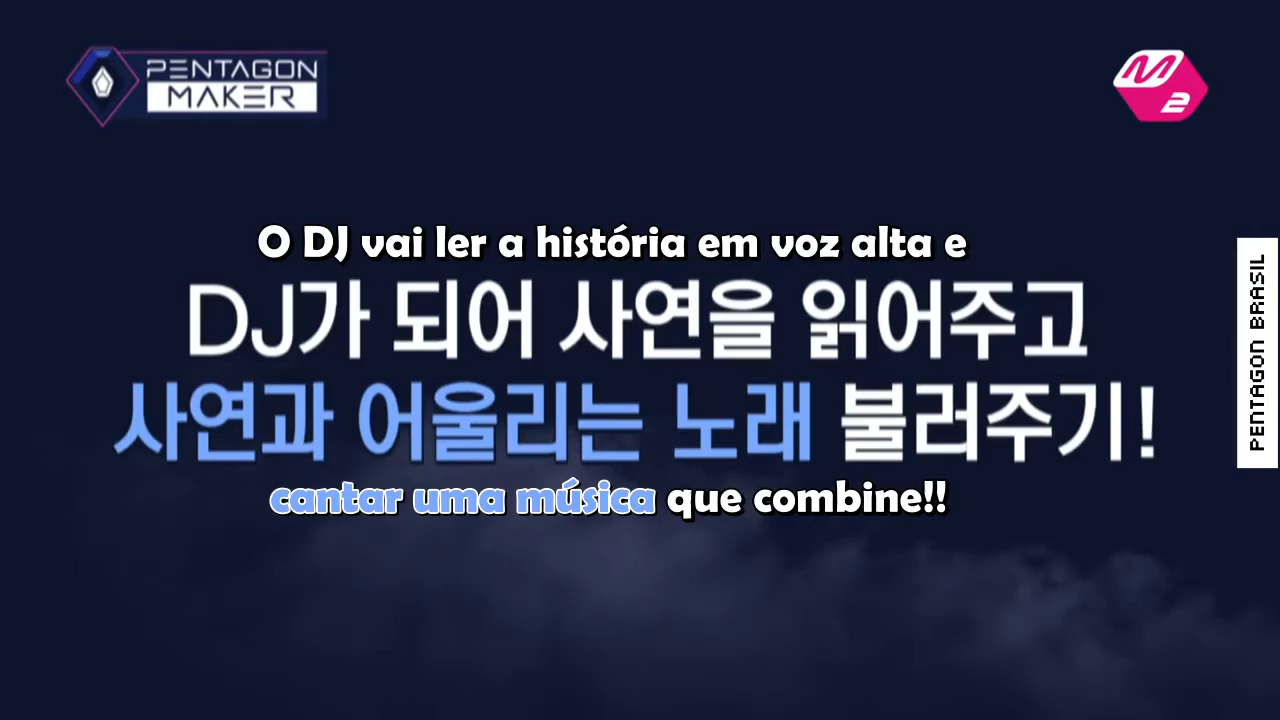 PENTAGON
MAKER
M2
O DJ vai ler a história em voz alta e
DJ가 되어 사연을 읽어주고
사연과 어울리는 노래 불러주기!
cantar uma música que combine!!
PENTAGON BRASIL